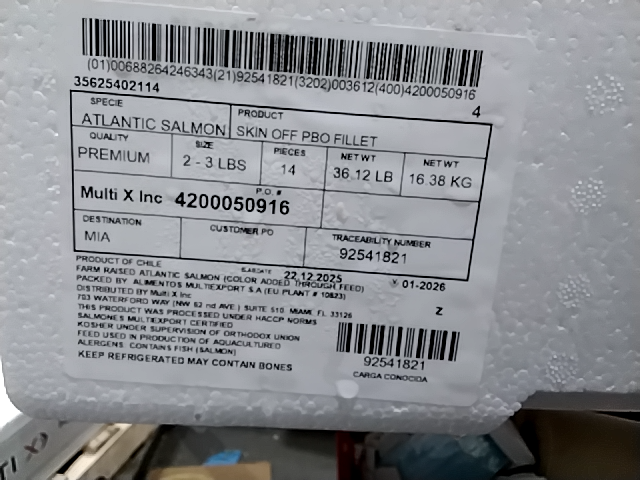 (01)00688264246343(21)92541821(3202)003612(400)4200050916
35625402114
4
SPECIE
PRODUCT
ATLANTIC SALMON
SKIN OFF PBO FILLET
QUALITY
SIZE
PIECES
NET WT
NET WT
PREMIUM
2 - 3 LBS
14
36.12 LB
16.38 KG
P.O. #
Multi X Inc 4200050916
DESTINATION
CUSTOMER PO
TRACEABILITY NUMBER
MIA
92541821
PRODUCT OF CHILE
22.12.2025
01-2026
FARM RAISED ATLANTIC SALMON (COLOR ADDED THROUGH FEED)
PACKED BY ALIMENTOS MULTIEXPORT S.A (EU PLANT # 10823)
DISTRIBUTED BY Multi X Inc
703 WATERFORD WAY (NW 62 nd AVE ) SUITE 510 MIAMI, FL 33126
Z
THIS PRODUCT WAS PROCESSED UNDER HACCP NORMS
SALMONES MULTIEXPORT CERTIFIED
KOSHER UNDER SUPERVISION OF ORTHODOX UNION
FEED USED IN PRODUCTION OF AQUACULTURED
ALERGENS: CONTAINS FISH (SALMON)
KEEP REFRIGERATED MAY CONTAIN BONES
92541821
CARGA CONOCIDA